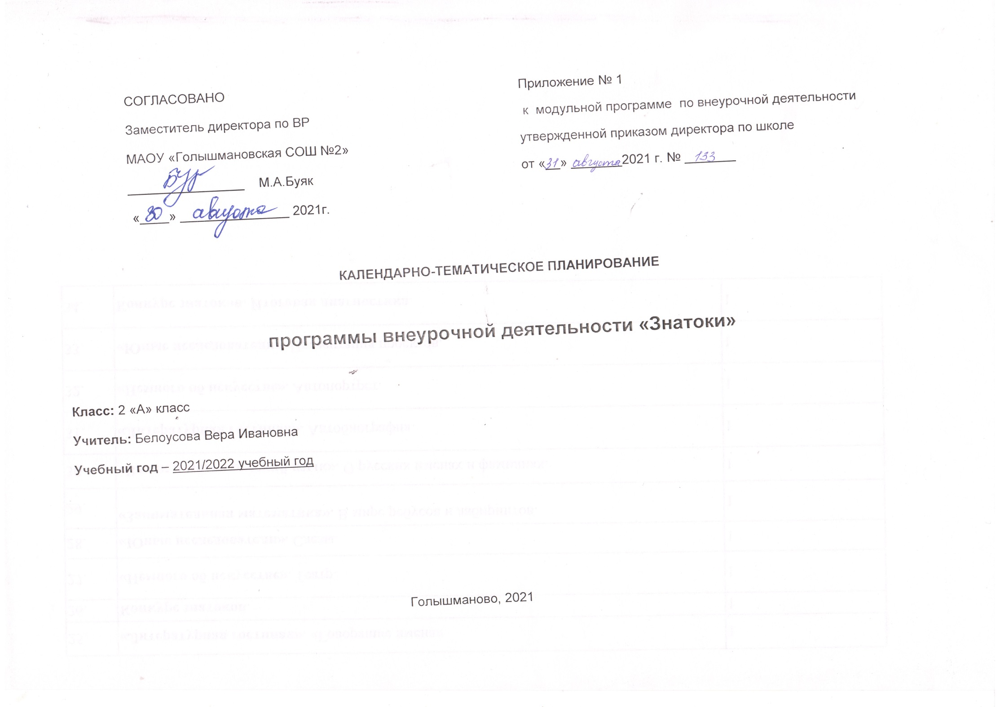 СОГЛАСОВАНО
Заместитель директора по ВР
МАОУ «Голышмановская СОШ №2»
М.А.Буяк
«30» августа 2021г.
Приложение № 1
к модульной программе по внеурочной деятельности
утвержденной приказом директора по школе
от «31» августа 2021 г. № 133
КАЛЕНДАРНО-ТЕМАТИЧЕСКОЕ ПЛАНИРОВАНИЕ
программы внеурочной деятельности «Знатоки»
Класс: 2 «А» класс
Учитель: Белоусова Вера Ивановна
Учебный год – 2021/2022 учебный год
Голышманово, 2021